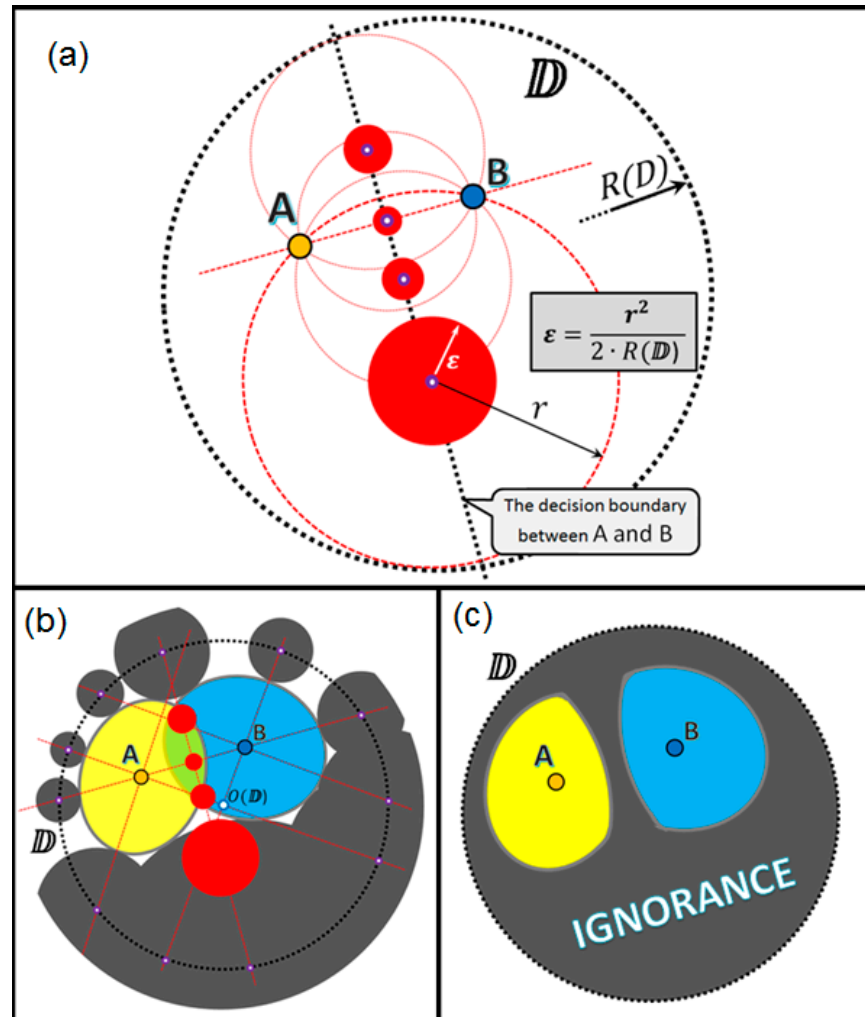 (a)
𝔻
A
B
R(D)
ε = r² / 2 · R(𝔻)
ε
r
The decision boundary
between A and B
(b)
A
B
O(𝔻)
𝔻
(c)
𝔻
A
B
IGNORANCE